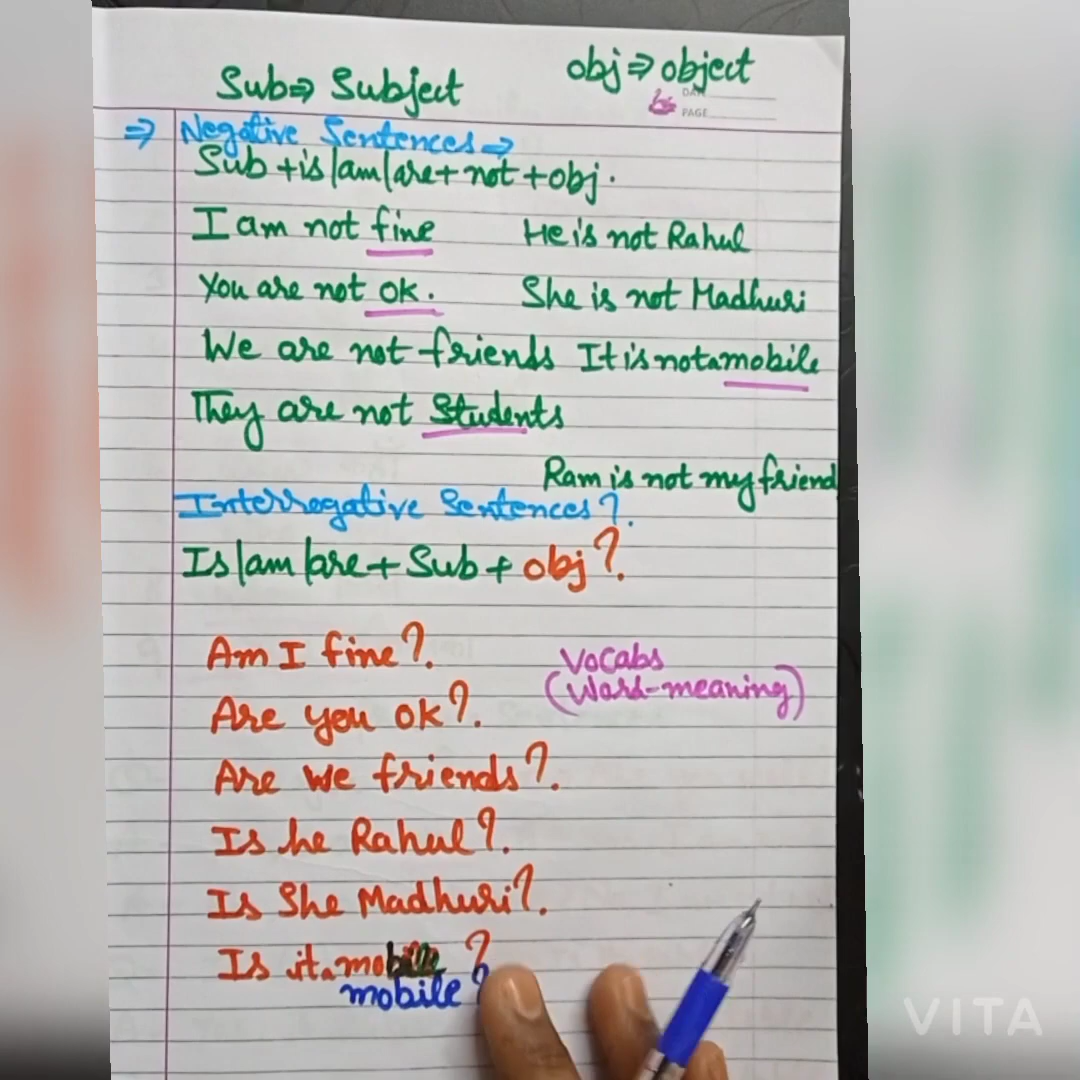 Sub⇒ Subject obj⇒object
DATE
PAGE
⇒ Negative Sentences⇒
Sub +is/am/are+ not +obj.
I am not fine He is not Rahul
You are not ok. She is not Madhuri
We are not friends It is not a mobile
They are not Students
Ram is not my friend
Interrogative Sentences?
Is/am/are+ Sub + obj?
Am I fine?
Vocabs
(Word-meaning)
Are you ok?
Are we friends?
Is he Rahul?
Is She Madhuri?
Is it a ?
mobile?
VITA